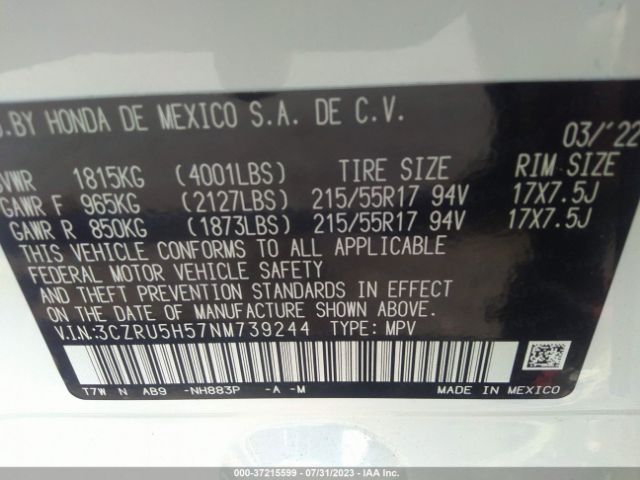 .BY HONDA DE MEXICO S.A. DE C.V.
03/'22
VWR 1815KG (4001LBS) TIRE SIZE RIM SIZE
GAWR F 965KG (2127LBS) 215/55R17 94V 17X7.5J
GAWR R 850KG (1873LBS) 215/55R17 94V 17X7.5J
THIS VEHICLE CONFORMS TO ALL APPLICABLE
FEDERAL MOTOR VEHICLE SAFETY
AND THEFT PREVENTION STANDARDS IN EFFECT
ON THE DATE OF MANUFACTURE SHOWN ABOVE.
V.I.N.:3CZRU5H57NM739244 TYPE: MPV
T7W N AB9 -NH883P -A -M MADE IN MEXICO
000-37215599 - 07/31/2023 - IAA Inc.